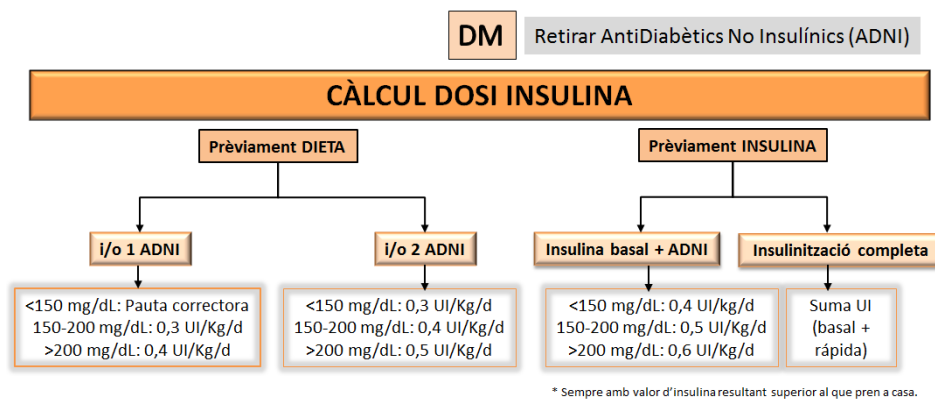 DM
Retirar AntiDiabètics No Insulínics (ADNI)
CÀLCUL DOSI INSULINA
Prèviament DIETA
Prèviament INSULINA
i/o 1 ADNI
i/o 2 ADNI
Insulina basal + ADNI
Insulinització completa
<150 mg/dL: Pauta correctora
150-200 mg/dL: 0,3 UI/Kg/d
>200 mg/dL: 0,4 UI/Kg/d
<150 mg/dL: 0,3 UI/Kg/d
150-200 mg/dL: 0,4 UI/Kg/d
>200 mg/dL: 0,5 UI/Kg/d
<150 mg/dL: 0,4 UI/Kg/d
150-200 mg/dL: 0,5 UI/Kg/d
>200 mg/dL: 0,6 UI/Kg/d
Suma UI
(basal +
rápida)
* Sempre amb valor d'insulina resultant superior al que pren a casa.